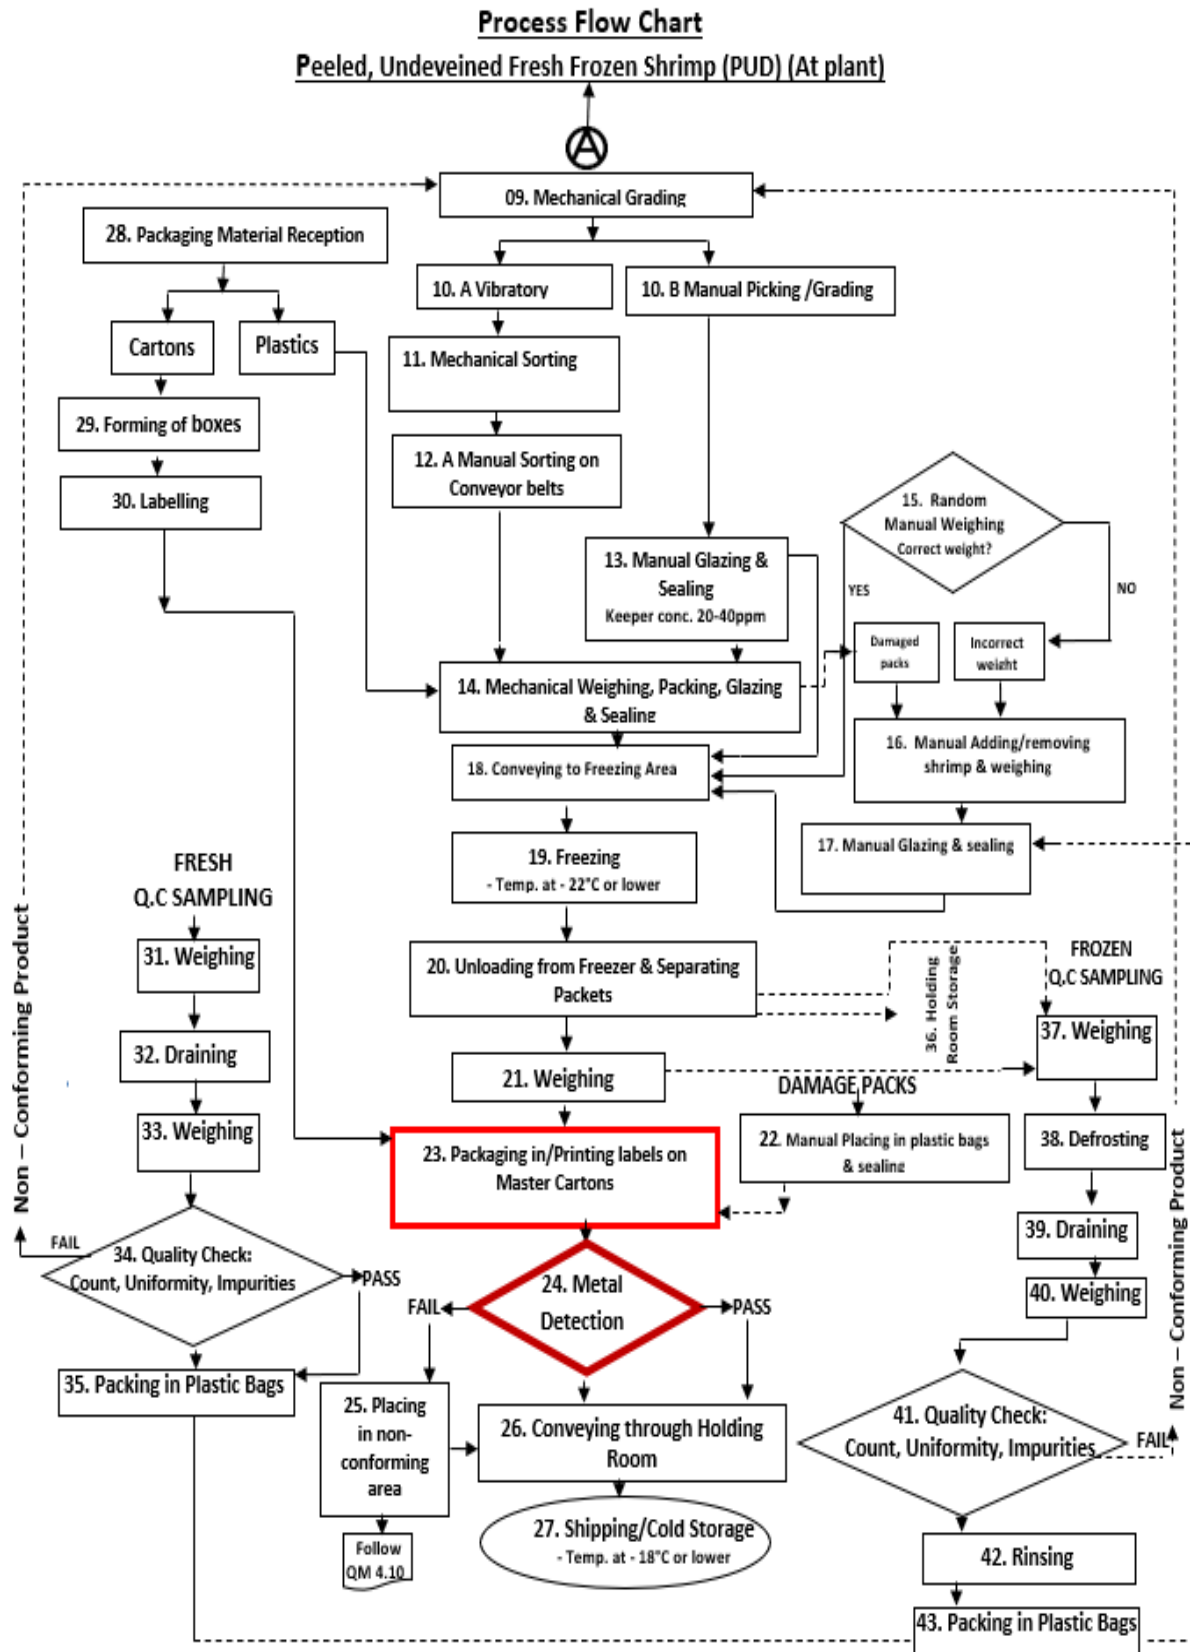 Process Flow Chart
Peeled, Undeveined Fresh Frozen Shrimp (PUD) (At plant)
A
09. Mechanical Grading
28. Packaging Material Reception
10. A Vibratory
10. B Manual Picking /Grading
Cartons
Plastics
11. Mechanical Sorting
29. Forming of boxes
12. A Manual Sorting on
Conveyor belts
30. Labelling
15. Random
Manual Weighing
Correct weight?
YES
NO
13. Manual Glazing &
Sealing
Keeper conc. 20-40ppm
Damaged
packs
Incorrect
weight
14. Mechanical Weighing, Packing, Glazing
& Sealing
16. Manual Adding/removing
shrimp & weighing
18. Conveying to Freezing Area
17. Manual Glazing & sealing
19. Freezing
- Temp. at - 22°C or lower
FRESH
Q.C SAMPLING
31. Weighing
20. Unloading from Freezer & Separating
Packets
36. Holding
Room Storage
FROZEN
Q.C SAMPLING
37. Weighing
32. Draining
21. Weighing
DAMAGE PACKS
33. Weighing
23. Packaging in/Printing labels on
Master Cartons
22. Manual Placing in plastic bags
& sealing
38. Defrosting
Non – Conforming Product
Non – Conforming Product
39. Draining
FAIL
34. Quality Check:
Count, Uniformity, Impurities
PASS
24. Metal
Detection
FAIL
PASS
40. Weighing
35. Packing in Plastic Bags
25. Placing
in non-
conforming
area
26. Conveying through Holding
Room
41. Quality Check:
Count, Uniformity, Impurities
FAIL
27. Shipping/Cold Storage
- Temp. at - 18°C or lower
Follow
QM 4.10
42. Rinsing
43. Packing in Plastic Bags